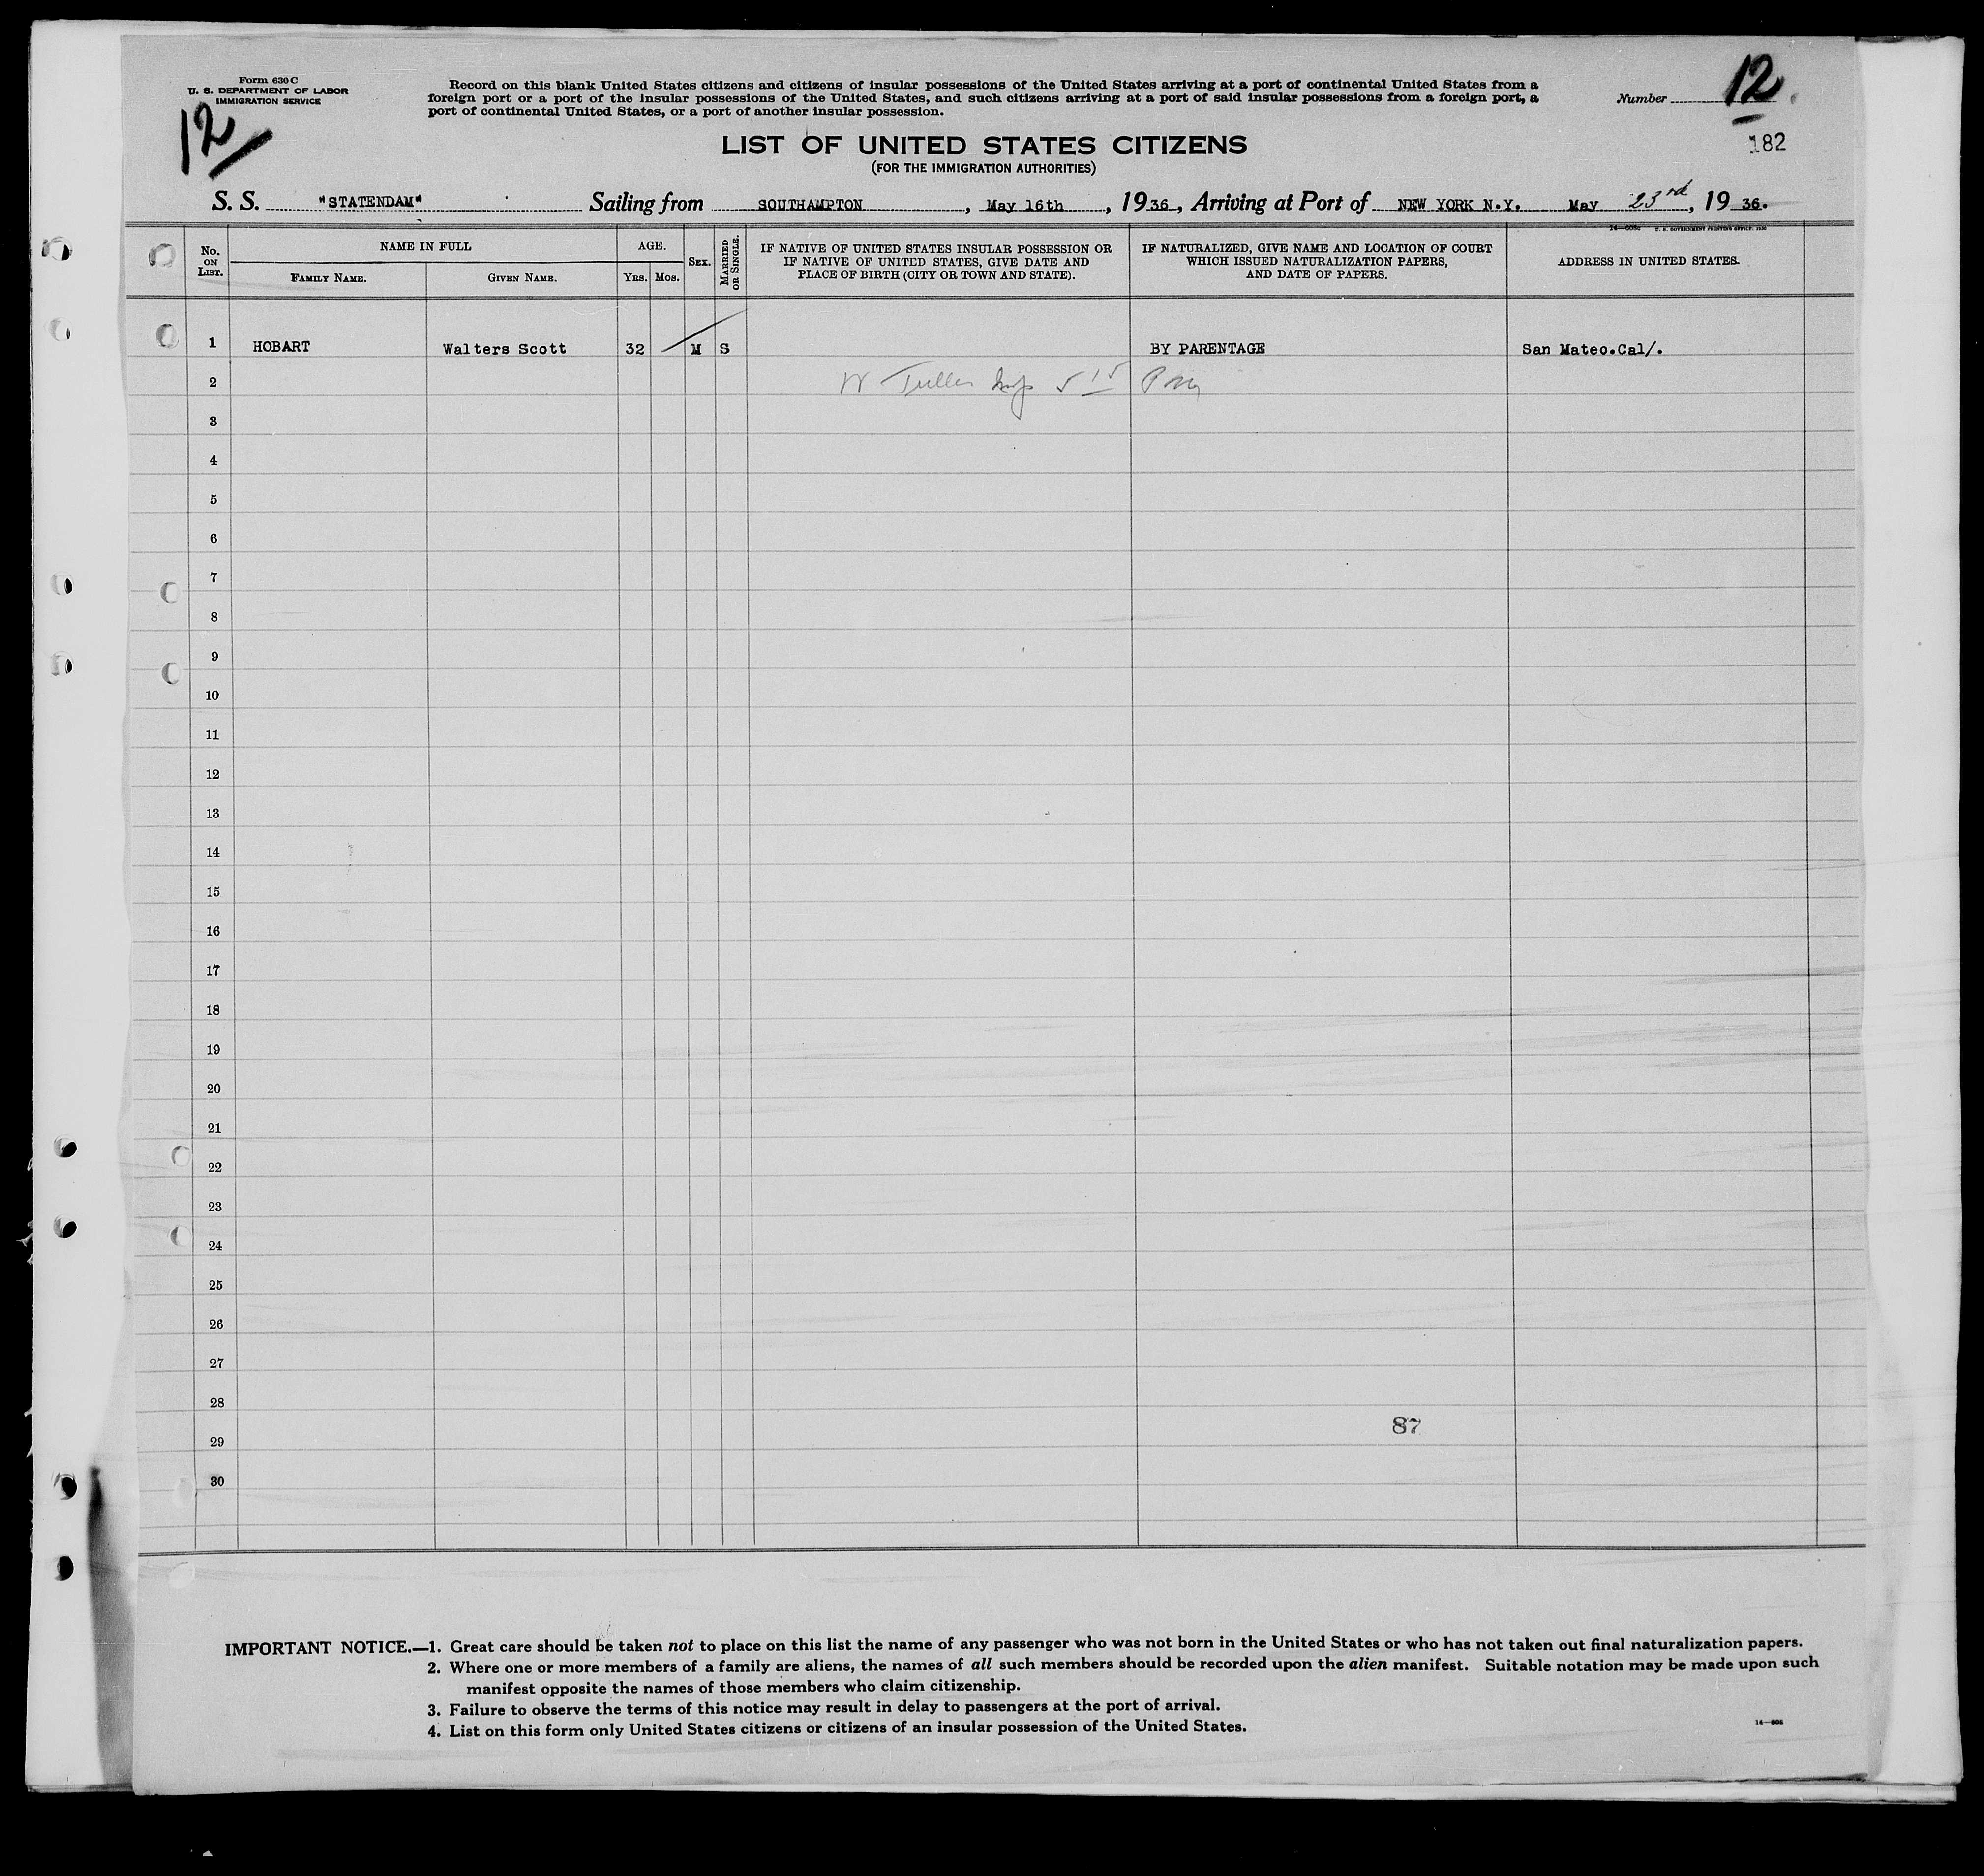 Form 630 C
U. S. DEPARTMENT OF LABOR
IMMIGRATION SERVICE
12
Record on this blank United States citizens and citizens of insular possessions of the United States arriving at a port of continental United States from a
foreign port or a port of the insular possessions of the United States, and such citizens arriving at a port of said insular possessions from a foreign port, a
port of continental United States, or a port of another insular possession.
Number 12
182
LIST OF UNITED STATES CITIZENS
(FOR THE IMMIGRATION AUTHORITIES)
S. S. "STATENDAM" Sailing from SOUTHAMPTON, May 16th, 1936, Arriving at Port of NEW YORK N.Y. May 23rd, 19 36.
U. S. GOVERNMENT PRINTING OFFICE: 1930
No. ON LIST.
NAME IN FULL
FAMILY NAME.
GIVEN NAME.
AGE.
YRS. MOS.
SEX.
MARRIED OR SINGLE.
IF NATIVE OF UNITED STATES INSULAR POSSESSION OR
IF NATIVE OF UNITED STATES, GIVE DATE AND
PLACE OF BIRTH (CITY OR TOWN AND STATE).
IF NATURALIZED, GIVE NAME AND LOCATION OF COURT
WHICH ISSUED NATURALIZATION PAPERS,
AND DATE OF PAPERS.
ADDRESS IN UNITED STATES.
1 HOBART Walters Scott 32 M S BY PARENTAGE San Mateo.Cal/.
2 W 5 15 PM
3
4
5
6
7
8
9
10
11
12
13
14
15
16
17
18
19
20
21
22
23
24
25
26
27
28
87
29
30
IMPORTANT NOTICE.—1. Great care should be taken not to place on this list the name of any passenger who was not born in the United States or who has not taken out final naturalization papers.
2. Where one or more members of a family are aliens, the names of all such members should be recorded upon the alien manifest. Suitable notation may be made upon such
manifest opposite the names of those members who claim citizenship.
3. Failure to observe the terms of this notice may result in delay to passengers at the port of arrival.
4. List on this form only United States citizens or citizens of an insular possession of the United States.